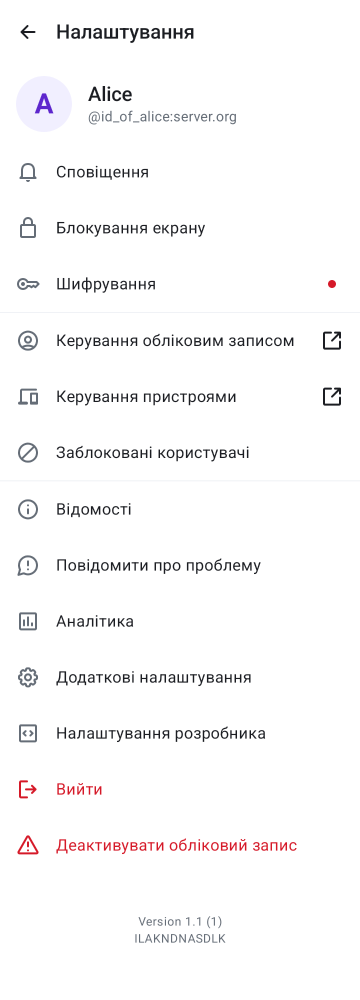 Налаштування
A
Alice
@id_of_alice:server.org
Сповіщення
Блокування екрану
Шифрування
Керування обліковим записом
Керування пристроями
Заблоковані користувачі
Відомості
Повідомити про проблему
Аналітика
Додаткові налаштування
Налаштування розробника
Вийти
Деактивувати обліковий запис
Version 1.1 (1)
ILAKNDNASDLK